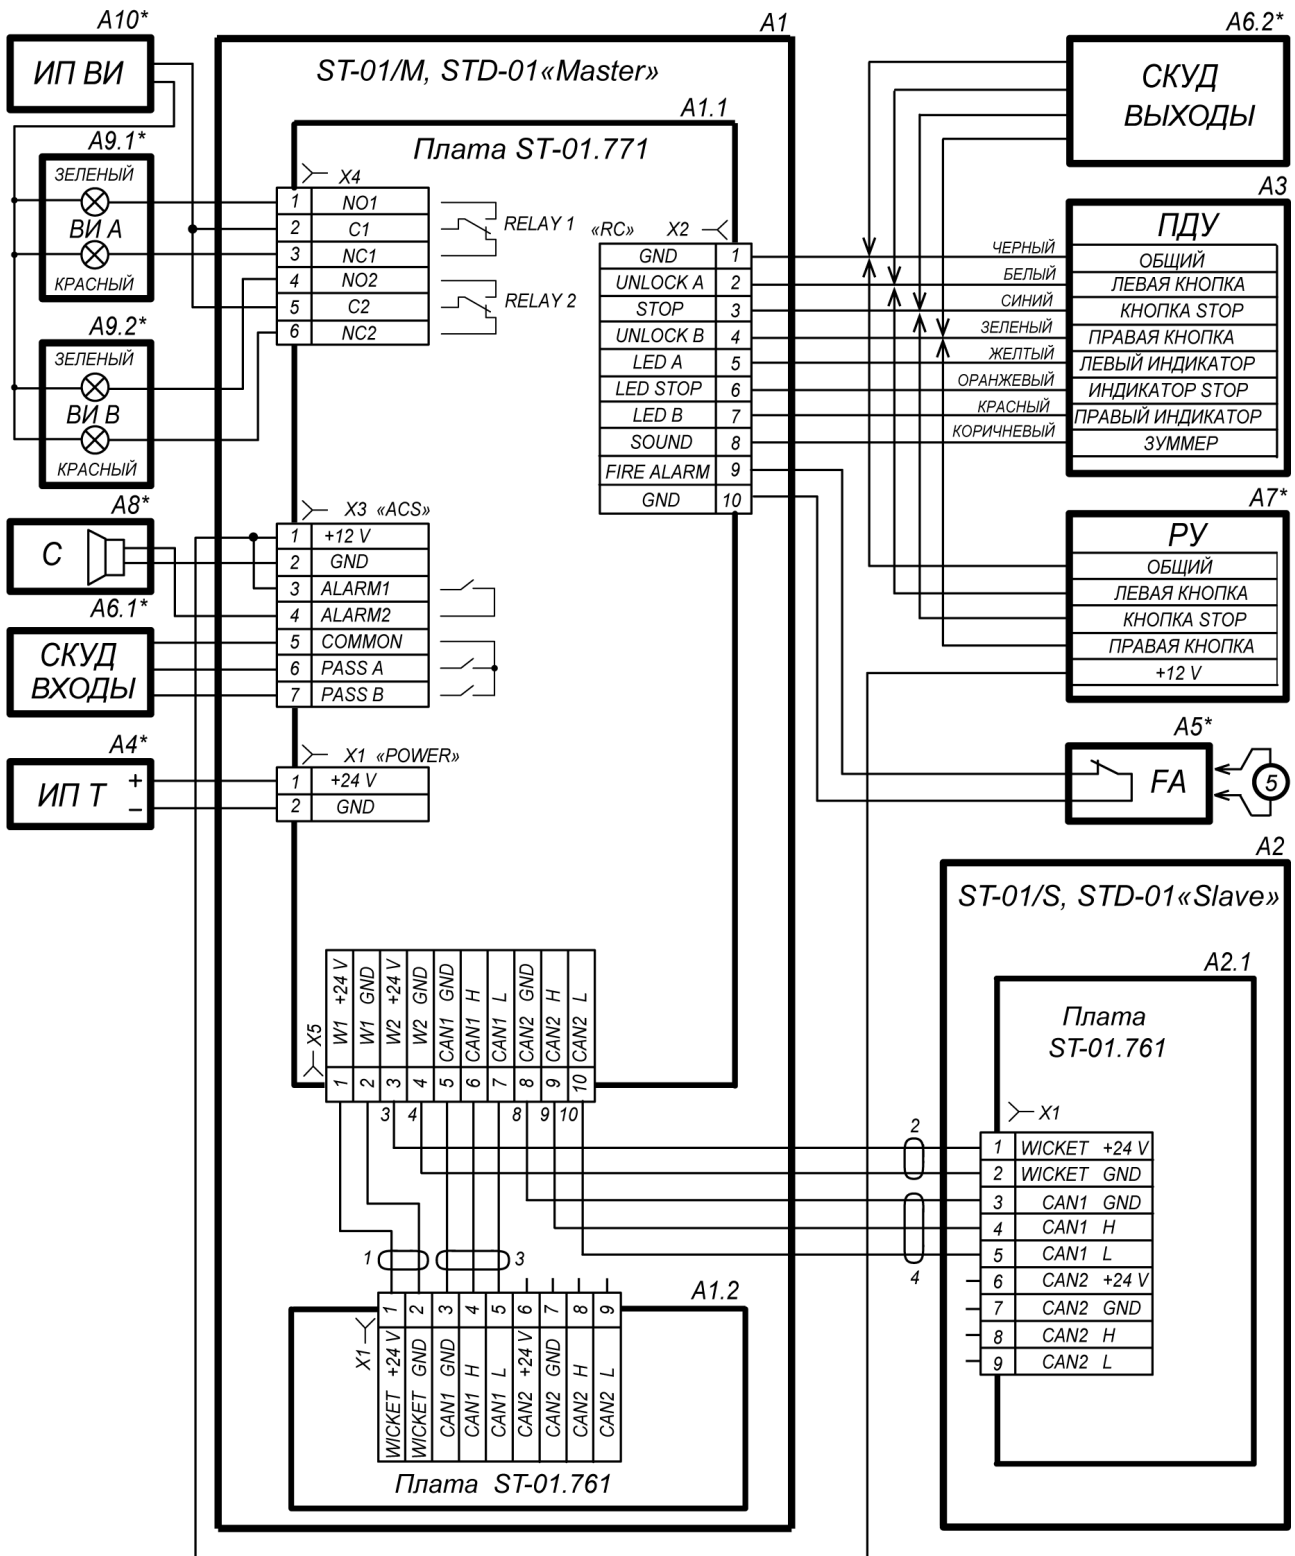 A10*
ИП ВИ
A9.1*
ЗЕЛЕНЫЙ
ВИ А
КРАСНЫЙ
A9.2*
ЗЕЛЕНЫЙ
ВИ В
КРАСНЫЙ
A8*
С
A6.1*
СКУД
ВХОДЫ
A4*
ИП Т
+
–
A1
ST-01/M, STD-01«Master»
A1.1
Плата ST-01.771
X4
1 NO1
2 C1
3 NC1
4 NO2
5 C2
6 NC2
RELAY 1
RELAY 2
«RC» X2
GND 1
UNLOCK A 2
STOP 3
UNLOCK B 4
LED A 5
LED STOP 6
LED B 7
SOUND 8
FIRE ALARM 9
GND 10
X3 «ACS»
1 +12 V
2 GND
3 ALARM1
4 ALARM2
5 COMMON
6 PASS A
7 PASS B
X1 «POWER»
1 +24 V
2 GND
X5
1 W1 +24 V
2 W1 GND
3 W2 +24 V
4 W2 GND
5 CAN1 GND
6 CAN1 H
7 CAN1 L
8 CAN2 GND
9 CAN2 H
10 CAN2 L
3 4 8 9 10
1 3
A1.2
X1
1 WICKET +24 V
2 WICKET GND
3 CAN1 GND
4 CAN1 H
5 CAN1 L
6 CAN2 +24 V
7 CAN2 GND
8 CAN2 H
9 CAN2 L
Плата ST-01.761
A6.2*
СКУД
ВЫХОДЫ
A3
ПДУ
ЧЕРНЫЙ ОБЩИЙ
БЕЛЫЙ ЛЕВАЯ КНОПКА
СИНИЙ КНОПКА STOP
ЗЕЛЕНЫЙ ПРАВАЯ КНОПКА
ЖЕЛТЫЙ ЛЕВЫЙ ИНДИКАТОР
ОРАНЖЕВЫЙ ИНДИКАТОР STOP
КРАСНЫЙ ПРАВЫЙ ИНДИКАТОР
КОРИЧНЕВЫЙ ЗУММЕР
A7*
РУ
ОБЩИЙ
ЛЕВАЯ КНОПКА
КНОПКА STOP
ПРАВАЯ КНОПКА
+12 V
A5*
FA
5
A2
ST-01/S, STD-01«Slave»
A2.1
Плата
ST-01.761
X1
2
4
1 WICKET +24 V
2 WICKET GND
3 CAN1 GND
4 CAN1 H
5 CAN1 L
6 CAN2 +24 V
7 CAN2 GND
8 CAN2 H
9 CAN2 L